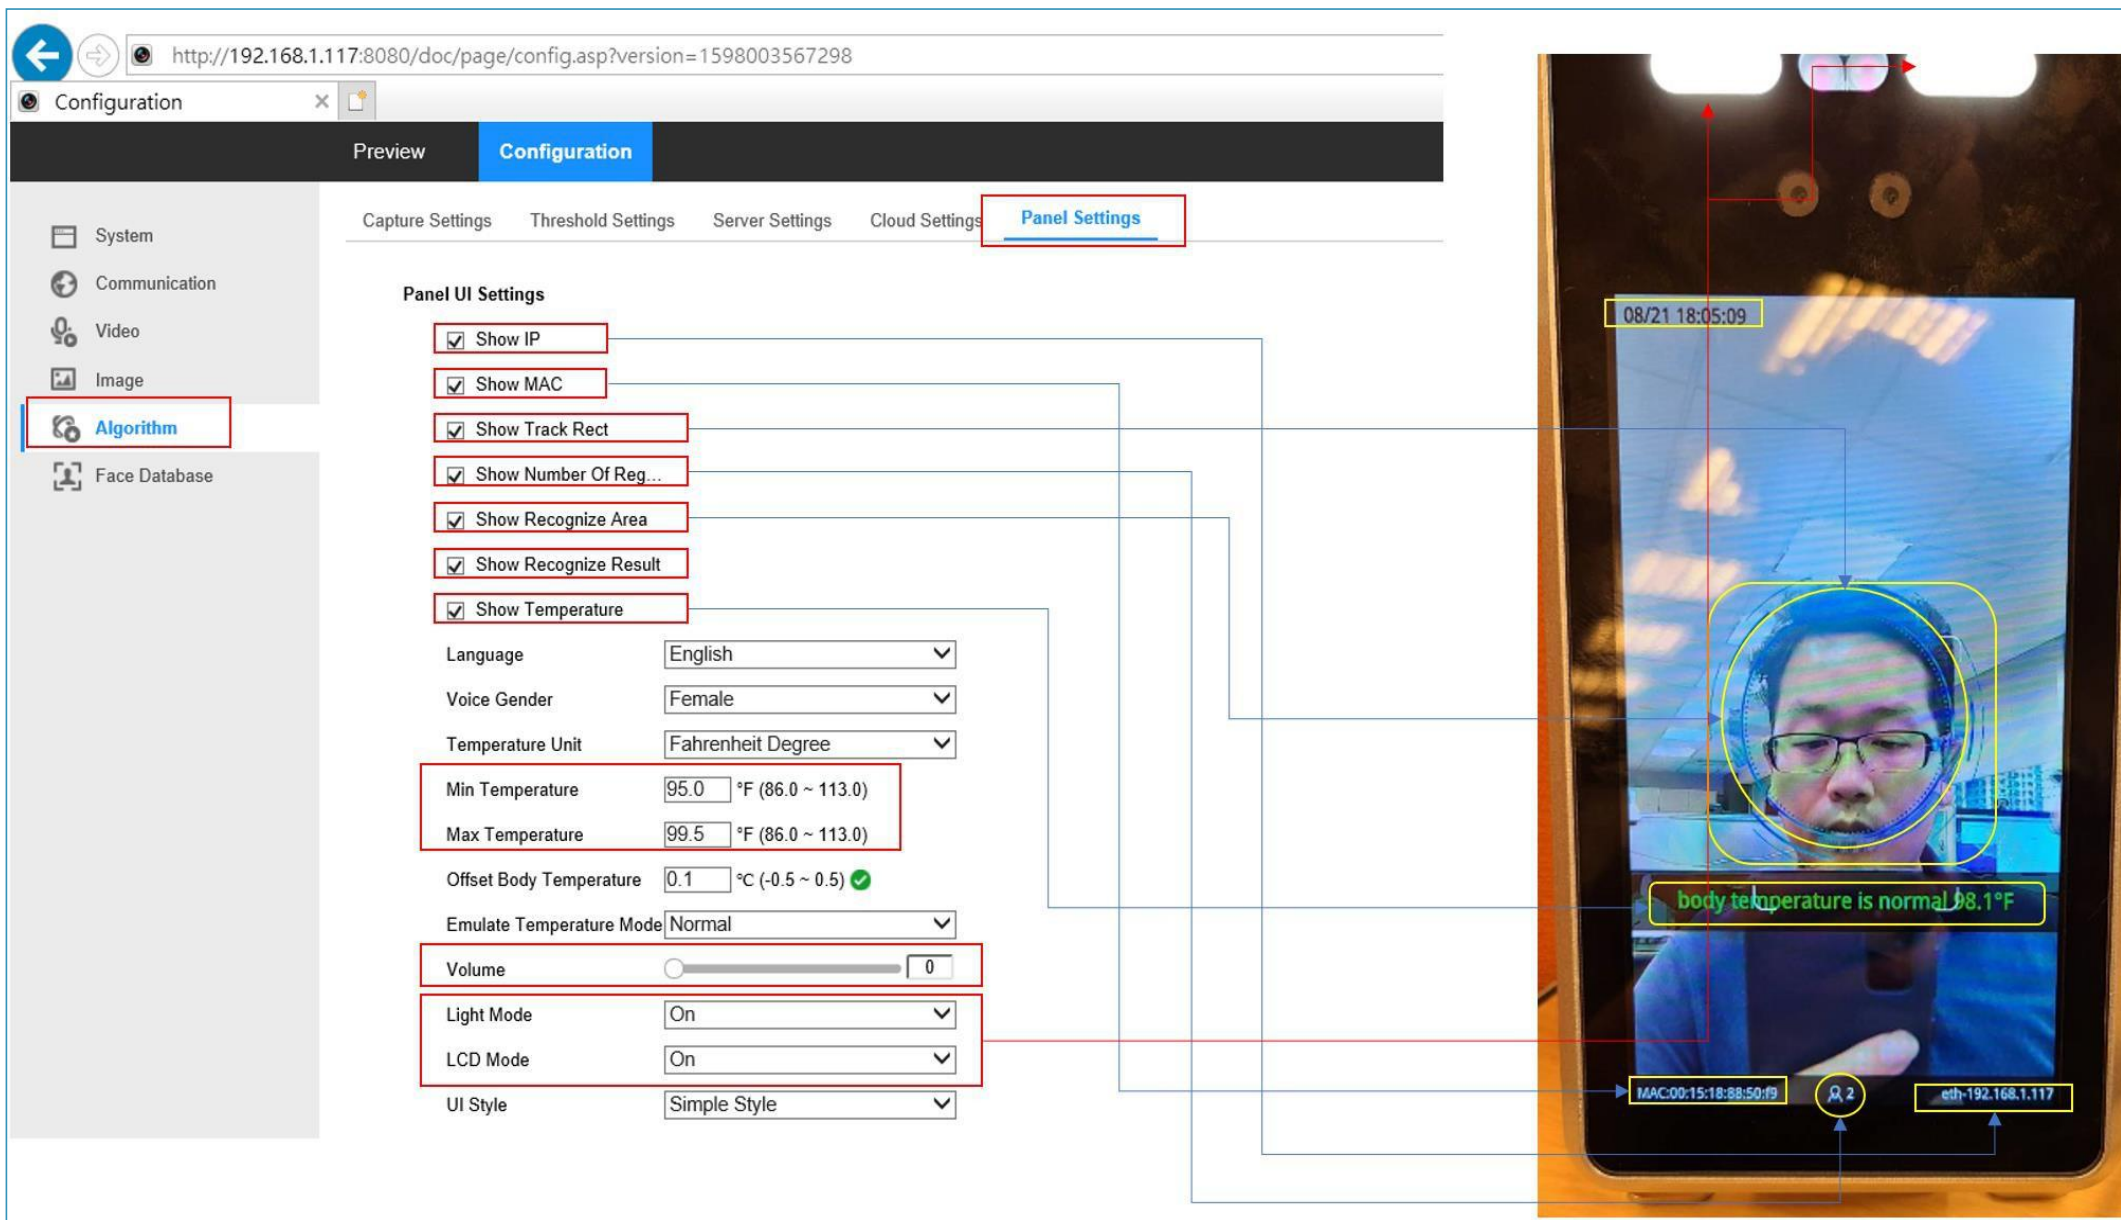 http://192.168.1.117:8080/doc/page/config.asp?version=1598003567298
Configuration
Preview Configuration
System
Communication
Video
Image
Algorithm
Face Database
Capture Settings Threshold Settings Server Settings Cloud Settings Panel Settings
Panel UI Settings
Show IP
Show MAC
Show Track Rect
Show Number Of Reg...
Show Recognize Area
Show Recognize Result
Show Temperature
Language English
Voice Gender Female
Temperature Unit Fahrenheit Degree
Min Temperature 95.0 °F (86.0 ~ 113.0)
Max Temperature 99.5 °F (86.0 ~ 113.0)
Offset Body Temperature 0.1 °C (-0.5 ~ 0.5)
Emulate Temperature Mode Normal
Volume 0
Light Mode On
LCD Mode On
UI Style Simple Style
08/21 18:05:09
body temperature is normal 98.1°F
MAC:00:15:18:88:50:f9
2
eth-192.168.1.117